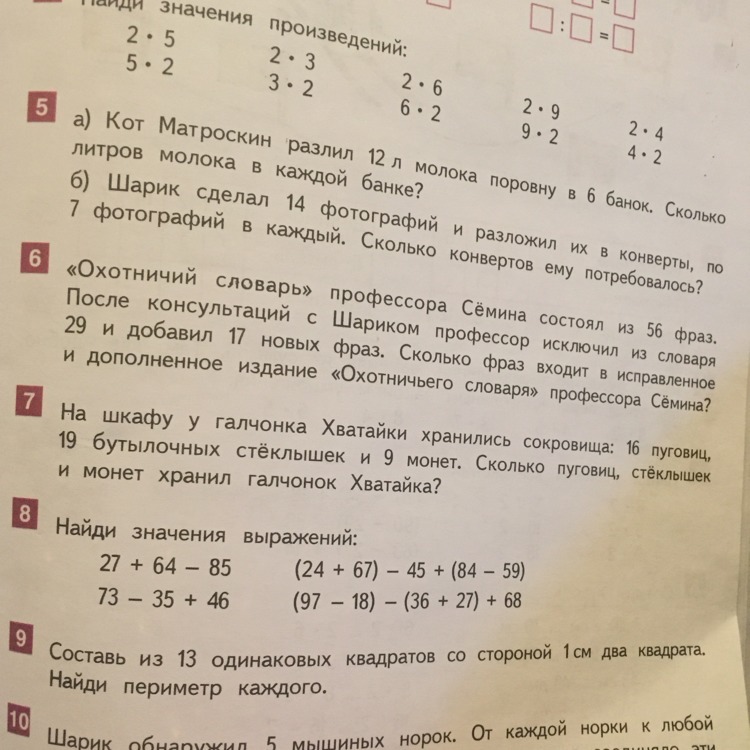 Найди значения произведений:
□ : □ = □
2 • 5 2 • 3 2 • 6 2 • 9 2 • 4
5 • 2 3 • 2 6 • 2 9 • 2 4 • 2
5 а) Кот Матроскин разлил 12 л молока поровну в 6 банок. Сколько
литров молока в каждой банке?
б) Шарик сделал 14 фотографий и разложил их в конверты, по
7 фотографий в каждый. Сколько конвертов ему потребовалось?
6 «Охотничий словарь» профессора Сёмина состоял из 56 фраз.
После консультаций с Шариком профессор исключил из словаря
29 и добавил 17 новых фраз. Сколько фраз входит в исправленное
и дополненное издание «Охотничьего словаря» профессора Сёмина?
7 На шкафу у галчонка Хватайки хранились сокровища: 16 пуговиц,
19 бутылочных стёклышек и 9 монет. Сколько пуговиц, стёклышек
и монет хранил галчонок Хватайка?
8 Найди значения выражений:
27 + 64 – 85 (24 + 67) – 45 + (84 – 59)
73 – 35 + 46 (97 – 18) – (36 + 27) + 68
9 Составь из 13 одинаковых квадратов со стороной 1 см два квадрата.
Найди периметр каждого.
10 Шарик обнаружил 5 мышиных норок. От каждой норки к любой
эти